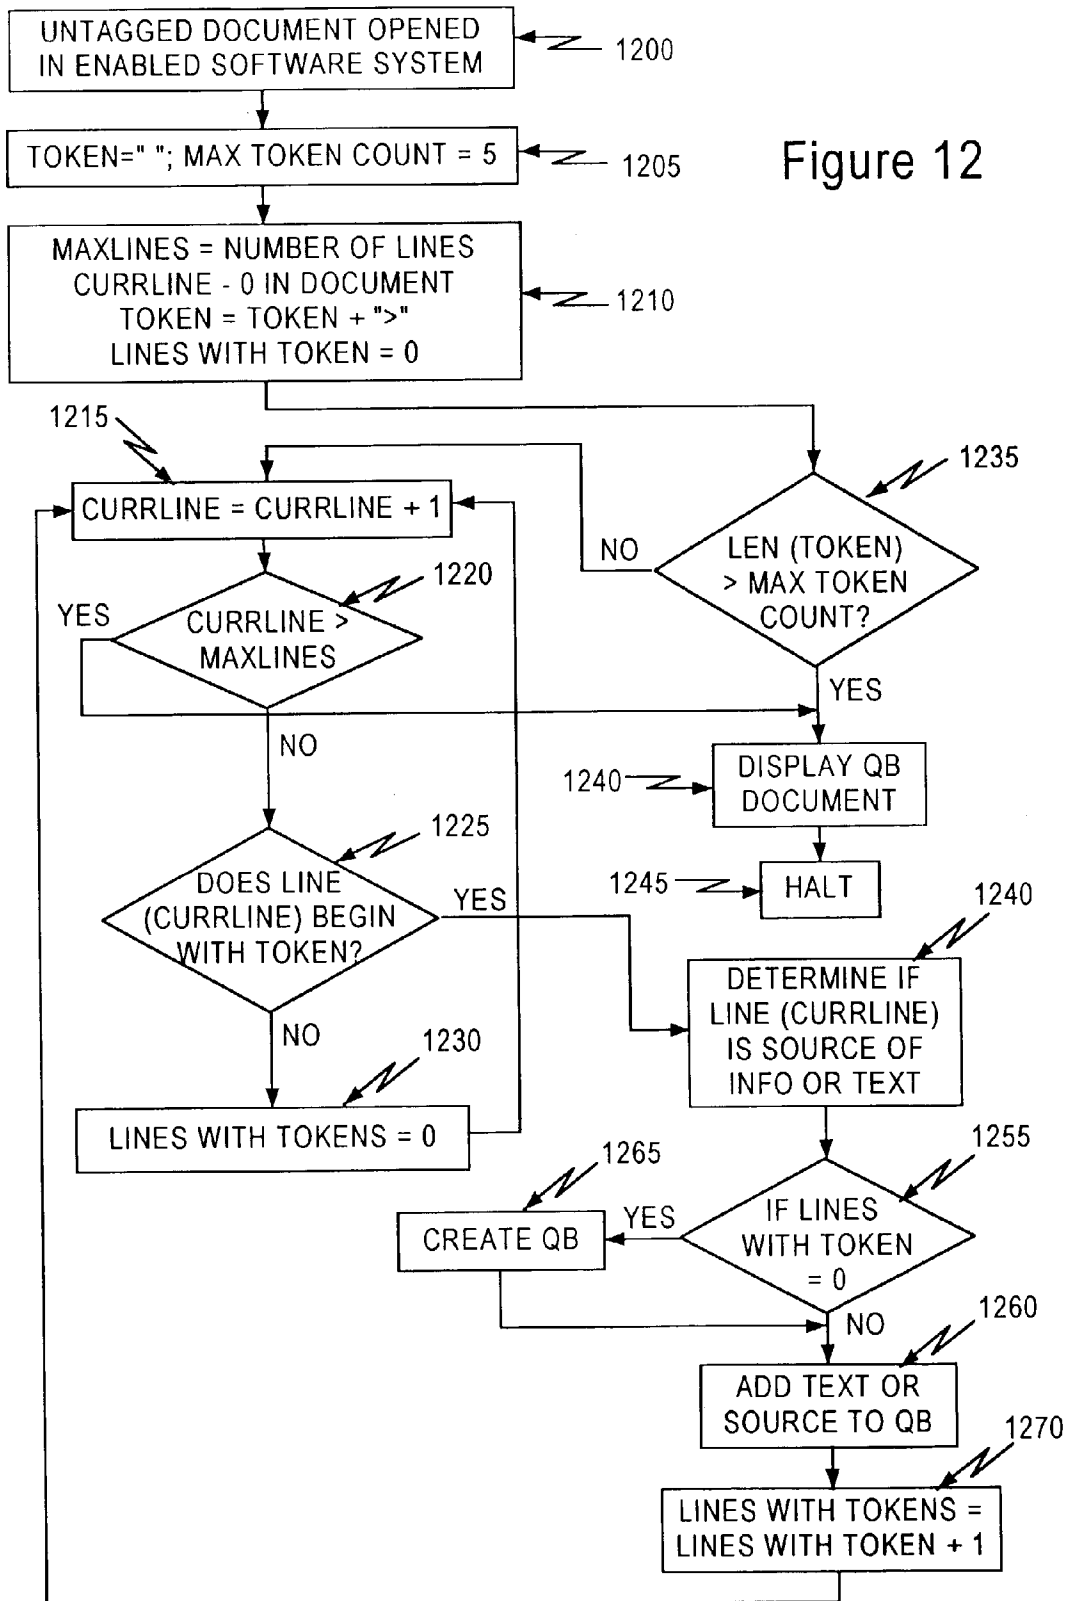 UNTAGGED DOCUMENT OPENED
IN ENABLED SOFTWARE SYSTEM
1200
TOKEN=" "; MAX TOKEN COUNT = 5
1205
Figure 12
MAXLINES = NUMBER OF LINES
CURRLINE - 0 IN DOCUMENT
TOKEN = TOKEN + ">"
LINES WITH TOKEN = 0
1210
1215
CURRLINE = CURRLINE + 1
1235
LEN (TOKEN)
> MAX TOKEN
COUNT?
NO
YES
1220
CURRLINE >
MAXLINES
YES
NO
1240
DISPLAY QB
DOCUMENT
1245
HALT
1225
DOES LINE
(CURRLINE) BEGIN
WITH TOKEN?
YES
NO
1230
LINES WITH TOKENS = 0
1240
DETERMINE IF
LINE (CURRLINE)
IS SOURCE OF
INFO OR TEXT
1255
IF LINES
WITH TOKEN
= 0
YES
NO
1265
CREATE QB
1260
ADD TEXT OR
SOURCE TO QB
1270
LINES WITH TOKENS =
LINES WITH TOKEN + 1